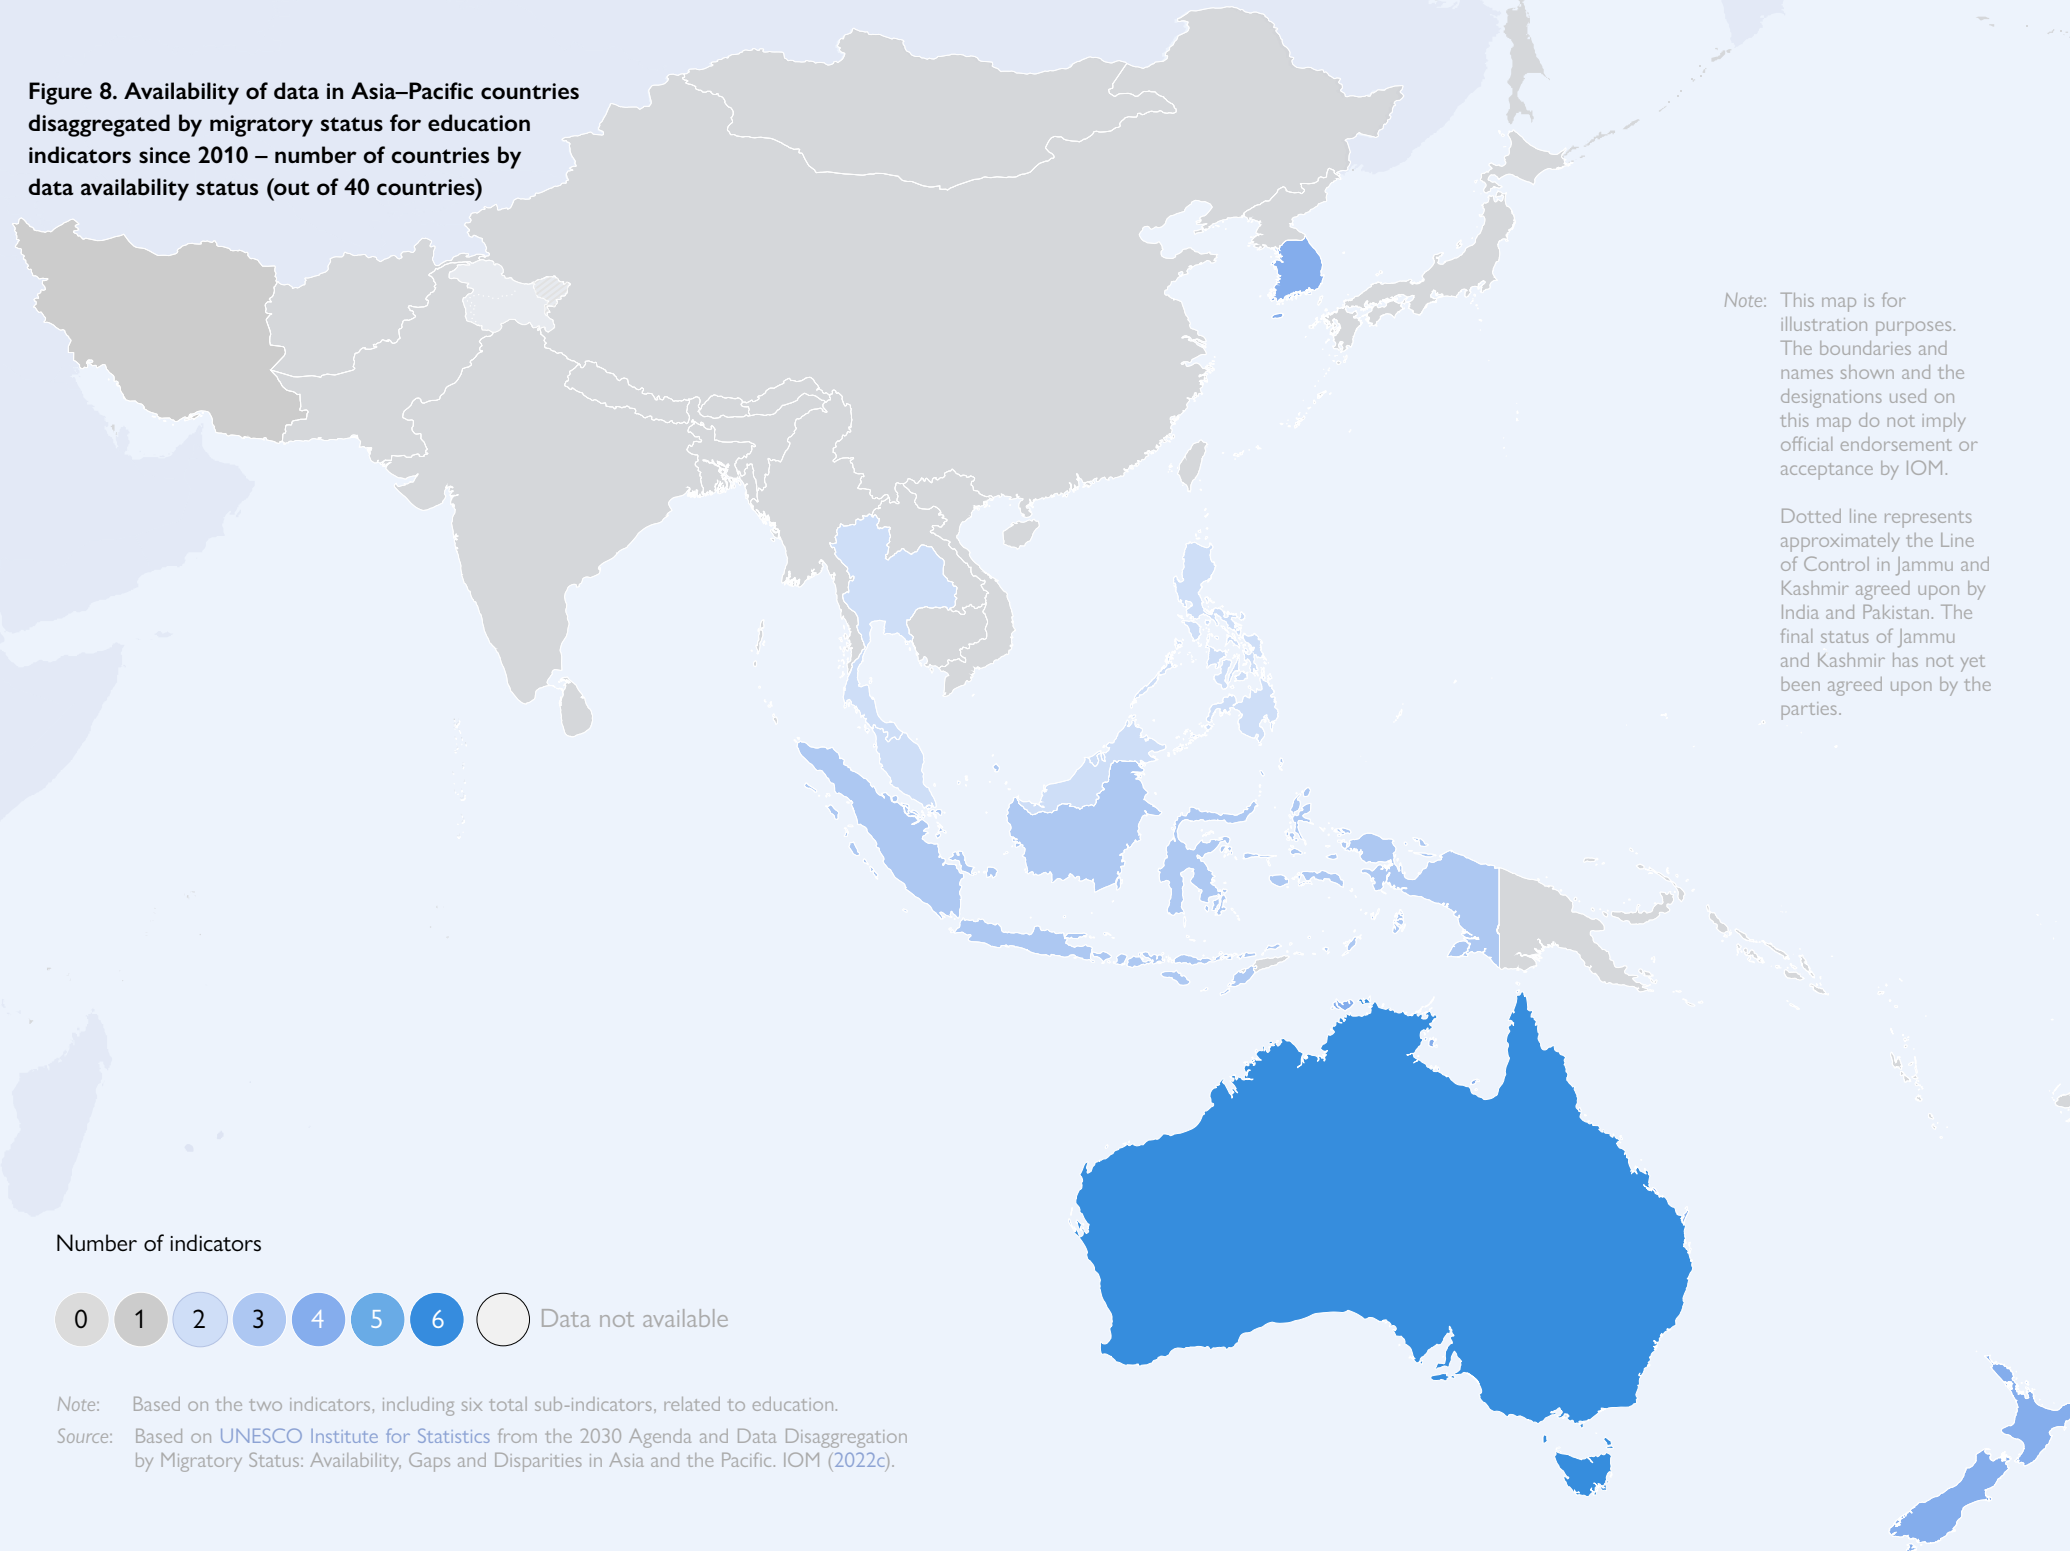 Figure 8. Availability of data in Asia–Pacific countries
disaggregated by migratory status for education
indicators since 2010 – number of countries by
data availability status (out of 40 countries)
Note: This map is for
illustration purposes.
The boundaries and
names shown and the
designations used on
this map do not imply
official endorsement or
acceptance by IOM.
Dotted line represents
approximately the Line
of Control in Jammu and
Kashmir agreed upon by
India and Pakistan. The
final status of Jammu
and Kashmir has not yet
been agreed upon by the
parties.
Number of indicators
0 1 2 3 4 5 6 Data not available
Note: Based on the two indicators, including six total sub-indicators, related to education.
Source: Based on UNESCO Institute for Statistics from the 2030 Agenda and Data Disaggregation
by Migratory Status: Availability, Gaps and Disparities in Asia and the Pacific. IOM (2022c).